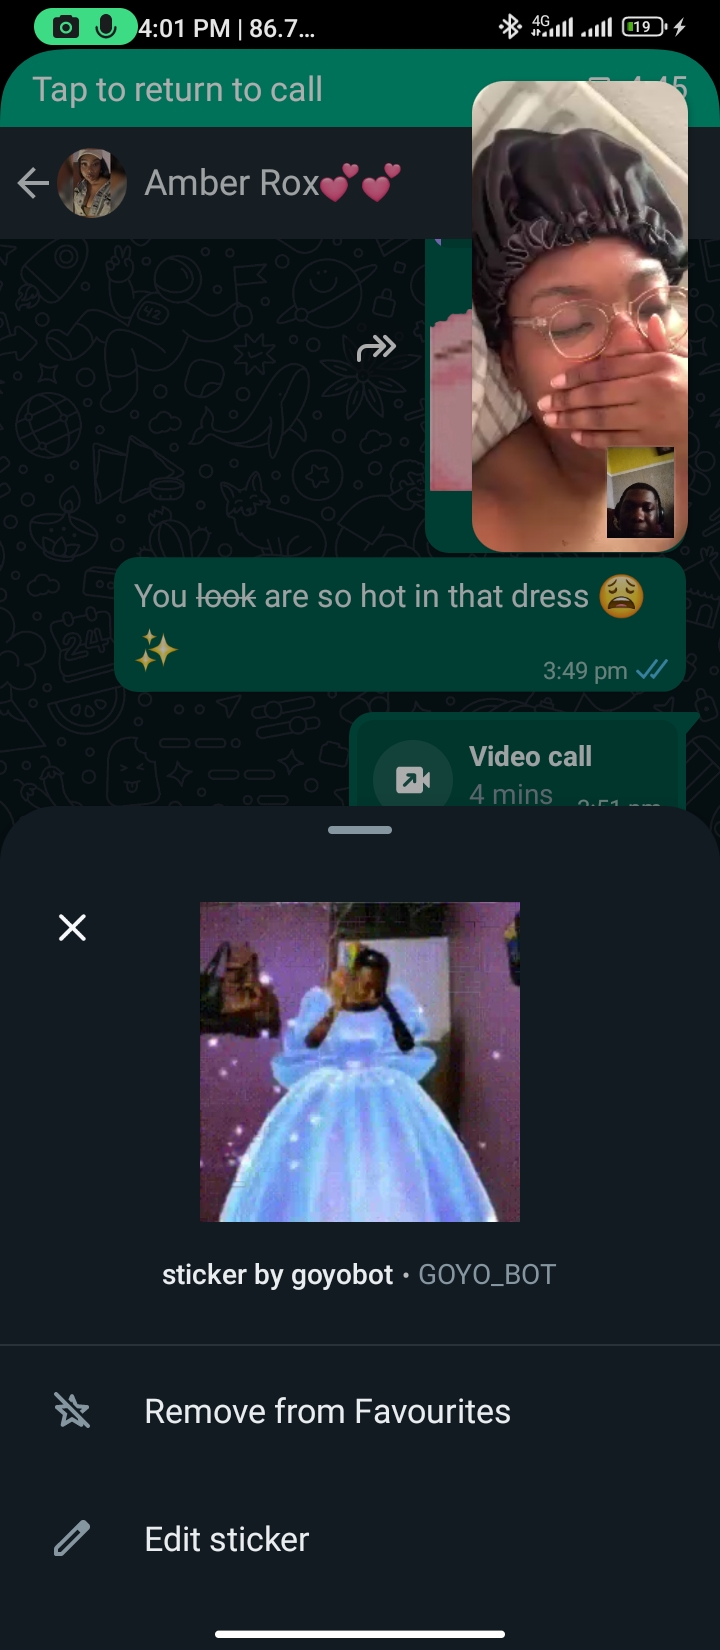 4:01 PM | 86.7...
4G
19
Tap to return to call
Amber Rox💕💕
You ~~look~~ are so hot in that dress 😩
✨
3:49 pm
Video call
4 mins
sticker by goyobot • GOYO_BOT
Remove from Favourites
Edit sticker